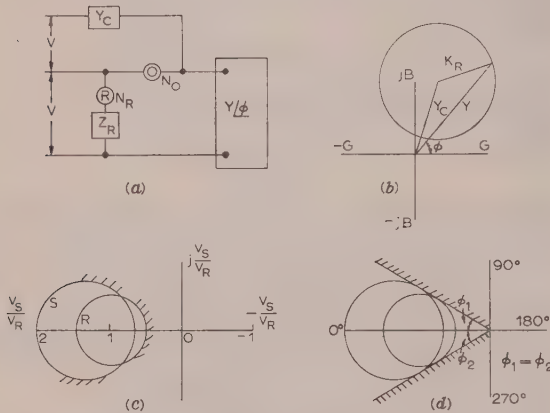 Y_C
V
N_O
R N_R
V
Z_R
Y/ϕ
(a)
K_R
jB
Y_C Y
-G ϕ G
-jB
(b)
j V_S/V_R
V_S/V_R S -V_S/V_R
R
2 1 0 -1
(c)
90°
ϕ_1
0° 180°
ϕ_2 ϕ_1 = ϕ_2
270°
(d)